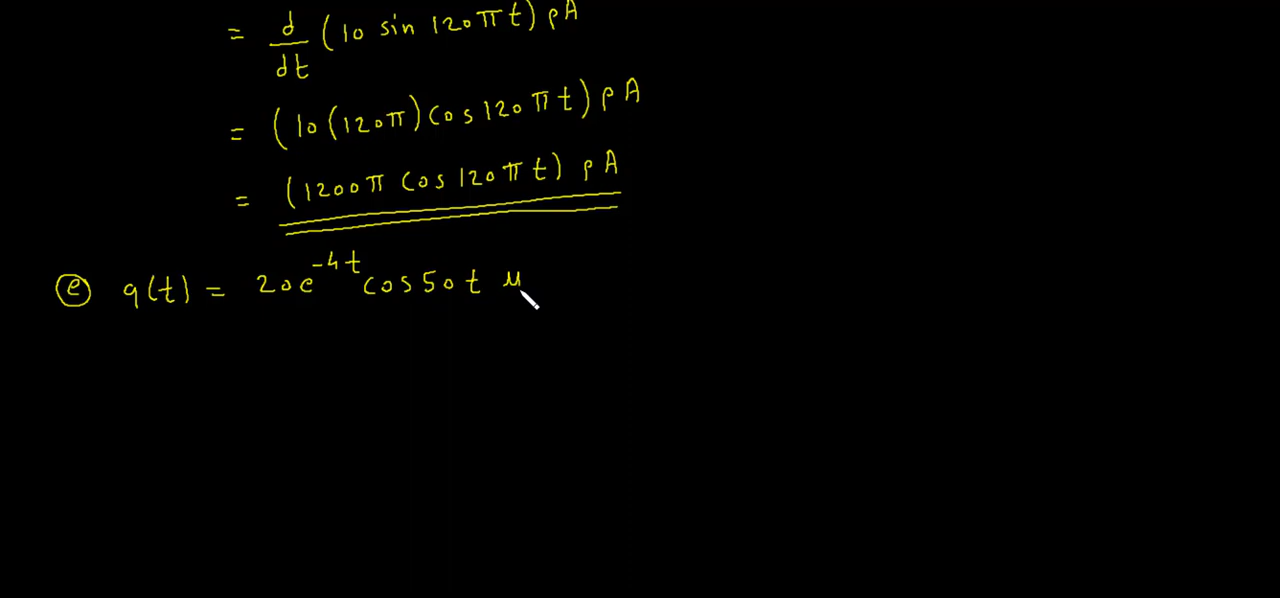 = d/dt (10 sin 120πt) pA
= (10(120π) cos 120πt) pA
= (1200π cos 120πt) pA
ⓔ q(t) = 20e^-4t cos 50t μ